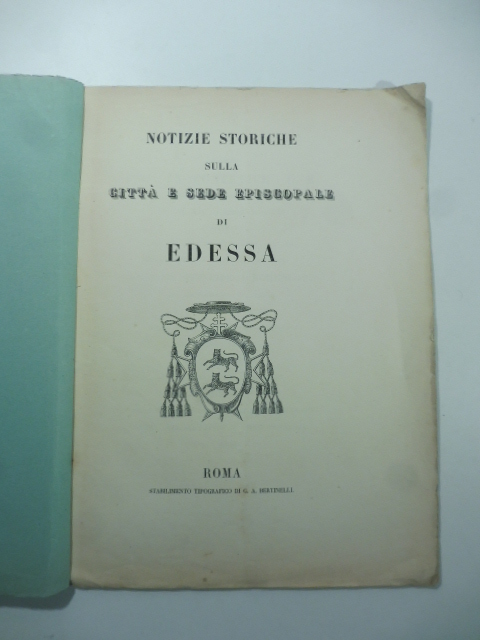 NOTIZIE STORICHE
SULLA
CITTÀ E SEDE EPISCOPALE
DI
EDESSA
ROMA
STABILIMENTO TIPOGRAFICO DI G. A. BERTINELLI